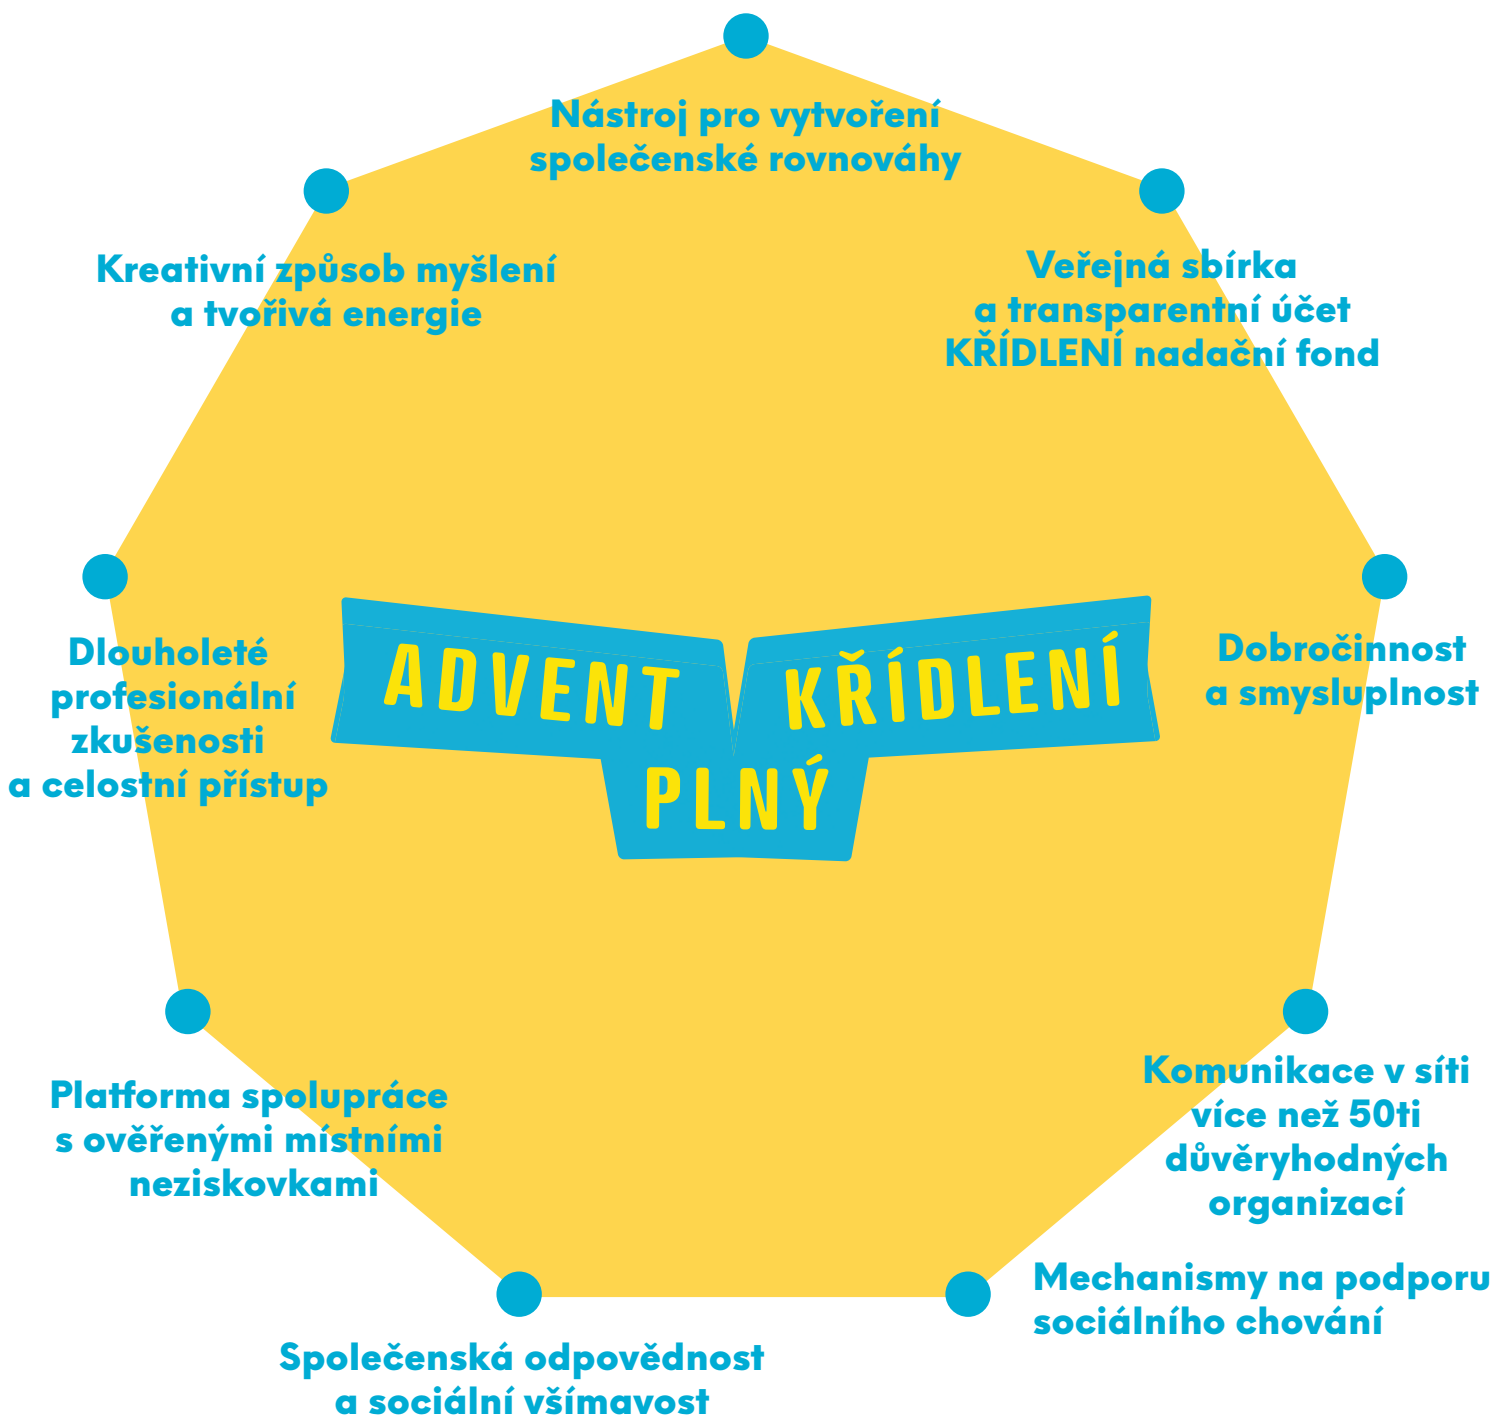 Nástroj pro vytvoření
společenské rovnováhy
Kreativní způsob myšlení
a tvořivá energie
Veřejná sbírka
a transparentní účet
KŘÍDLENÍ nadační fond
Dlouholeté
profesionální
zkušenosti
a celostní přístup
ADVENT
PLNÝ
KŘÍDLENÍ
Dobročinnost
a smysluplnost
Platforma spolupráce
s ověřenými místními
neziskovkami
Komunikace v síti
více než 50ti
důvěryhodných
organizací
Mechanismy na podporu
sociálního chování
Společenská odpovědnost
a sociální všímavost